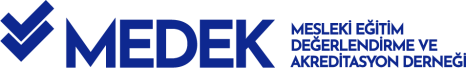 MEDEK
MESLEKİ EĞİTİM
DEĞERLENDİRME VE
AKREDİTASYON DERNEĞİ